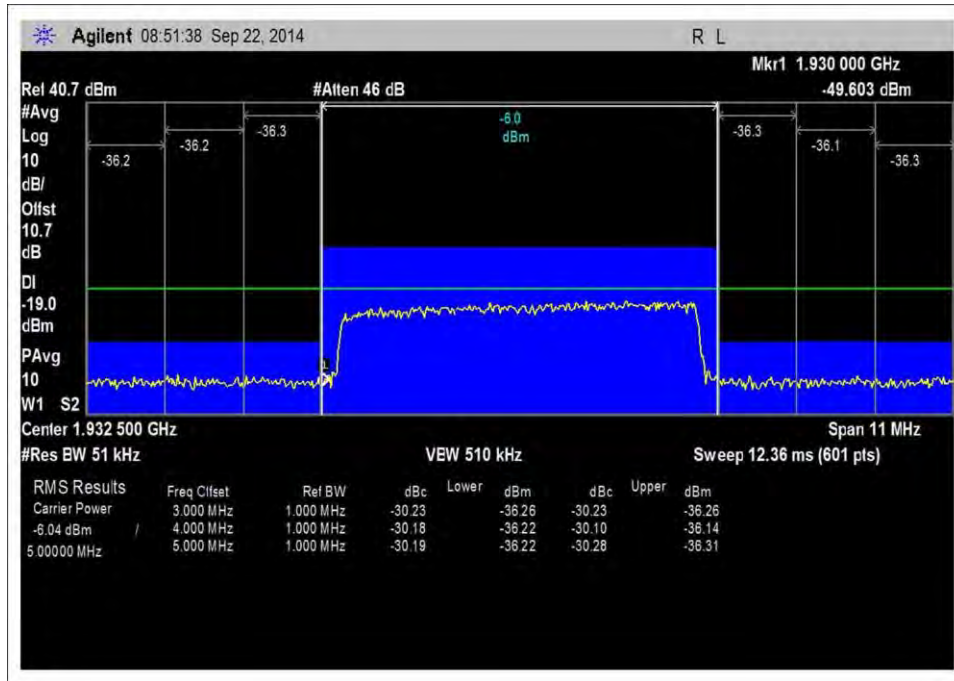 Agilent 08:51:38 Sep 22, 2014 R L
Mkr1 1.930 000 GHz
Ref 40.7 dBm #Atten 46 dB -49.603 dBm
#Avg
Log
10
dB/
Offst
10.7
dB
DI
-19.0
dBm
PAvg
10
W1 S2
-36.2 -36.2 -36.3 -6.0 dBm -36.3 -36.1 -36.3
1
Center 1.932 500 GHz Span 11 MHz
#Res BW 51 kHz VBW 510 kHz Sweep 12.36 ms (601 pts)
RMS Results Freq Offset Ref BW dBc Lower dBm dBc Upper dBm
Carrier Power 3.000 MHz 1.000 MHz -30.23 -36.26 -30.23 -36.26
-6.04 dBm / 4.000 MHz 1.000 MHz -30.18 -36.22 -30.10 -36.14
5.00000 MHz 5.000 MHz 1.000 MHz -30.19 -36.22 -30.28 -36.31